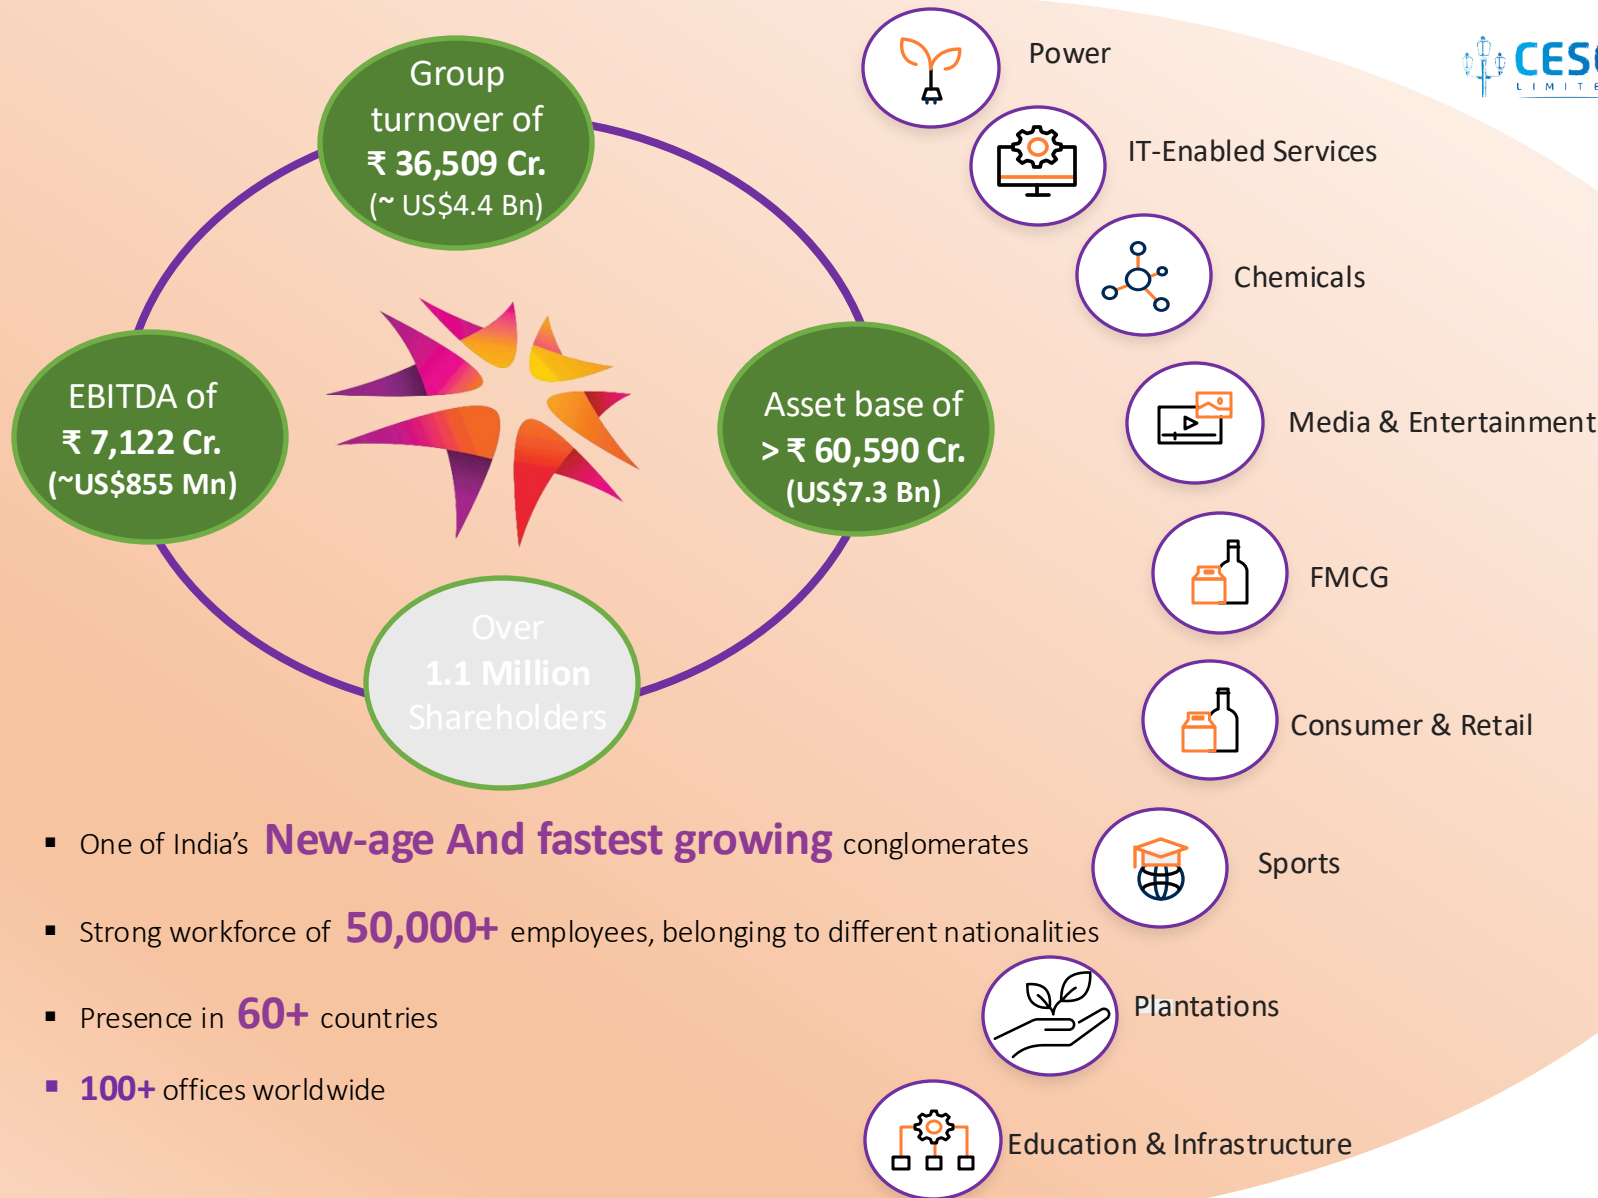 Group
turnover of
₹ 36,509 Cr.
(~ US$4.4 Bn)
EBITDA of
₹ 7,122 Cr.
(~US$855 Mn)
Asset base of
> ₹ 60,590 Cr.
(US$7.3 Bn)
Over
1.1 Million
Shareholders
▪ One of India’s New-age And fastest growing conglomerates
▪ Strong workforce of 50,000+ employees, belonging to different nationalities
▪ Presence in 60+ countries
▪ 100+ offices worldwide
Power
IT-Enabled Services
Chemicals
Media & Entertainment
FMCG
Consumer & Retail
Sports
Plantations
Education & Infrastructure